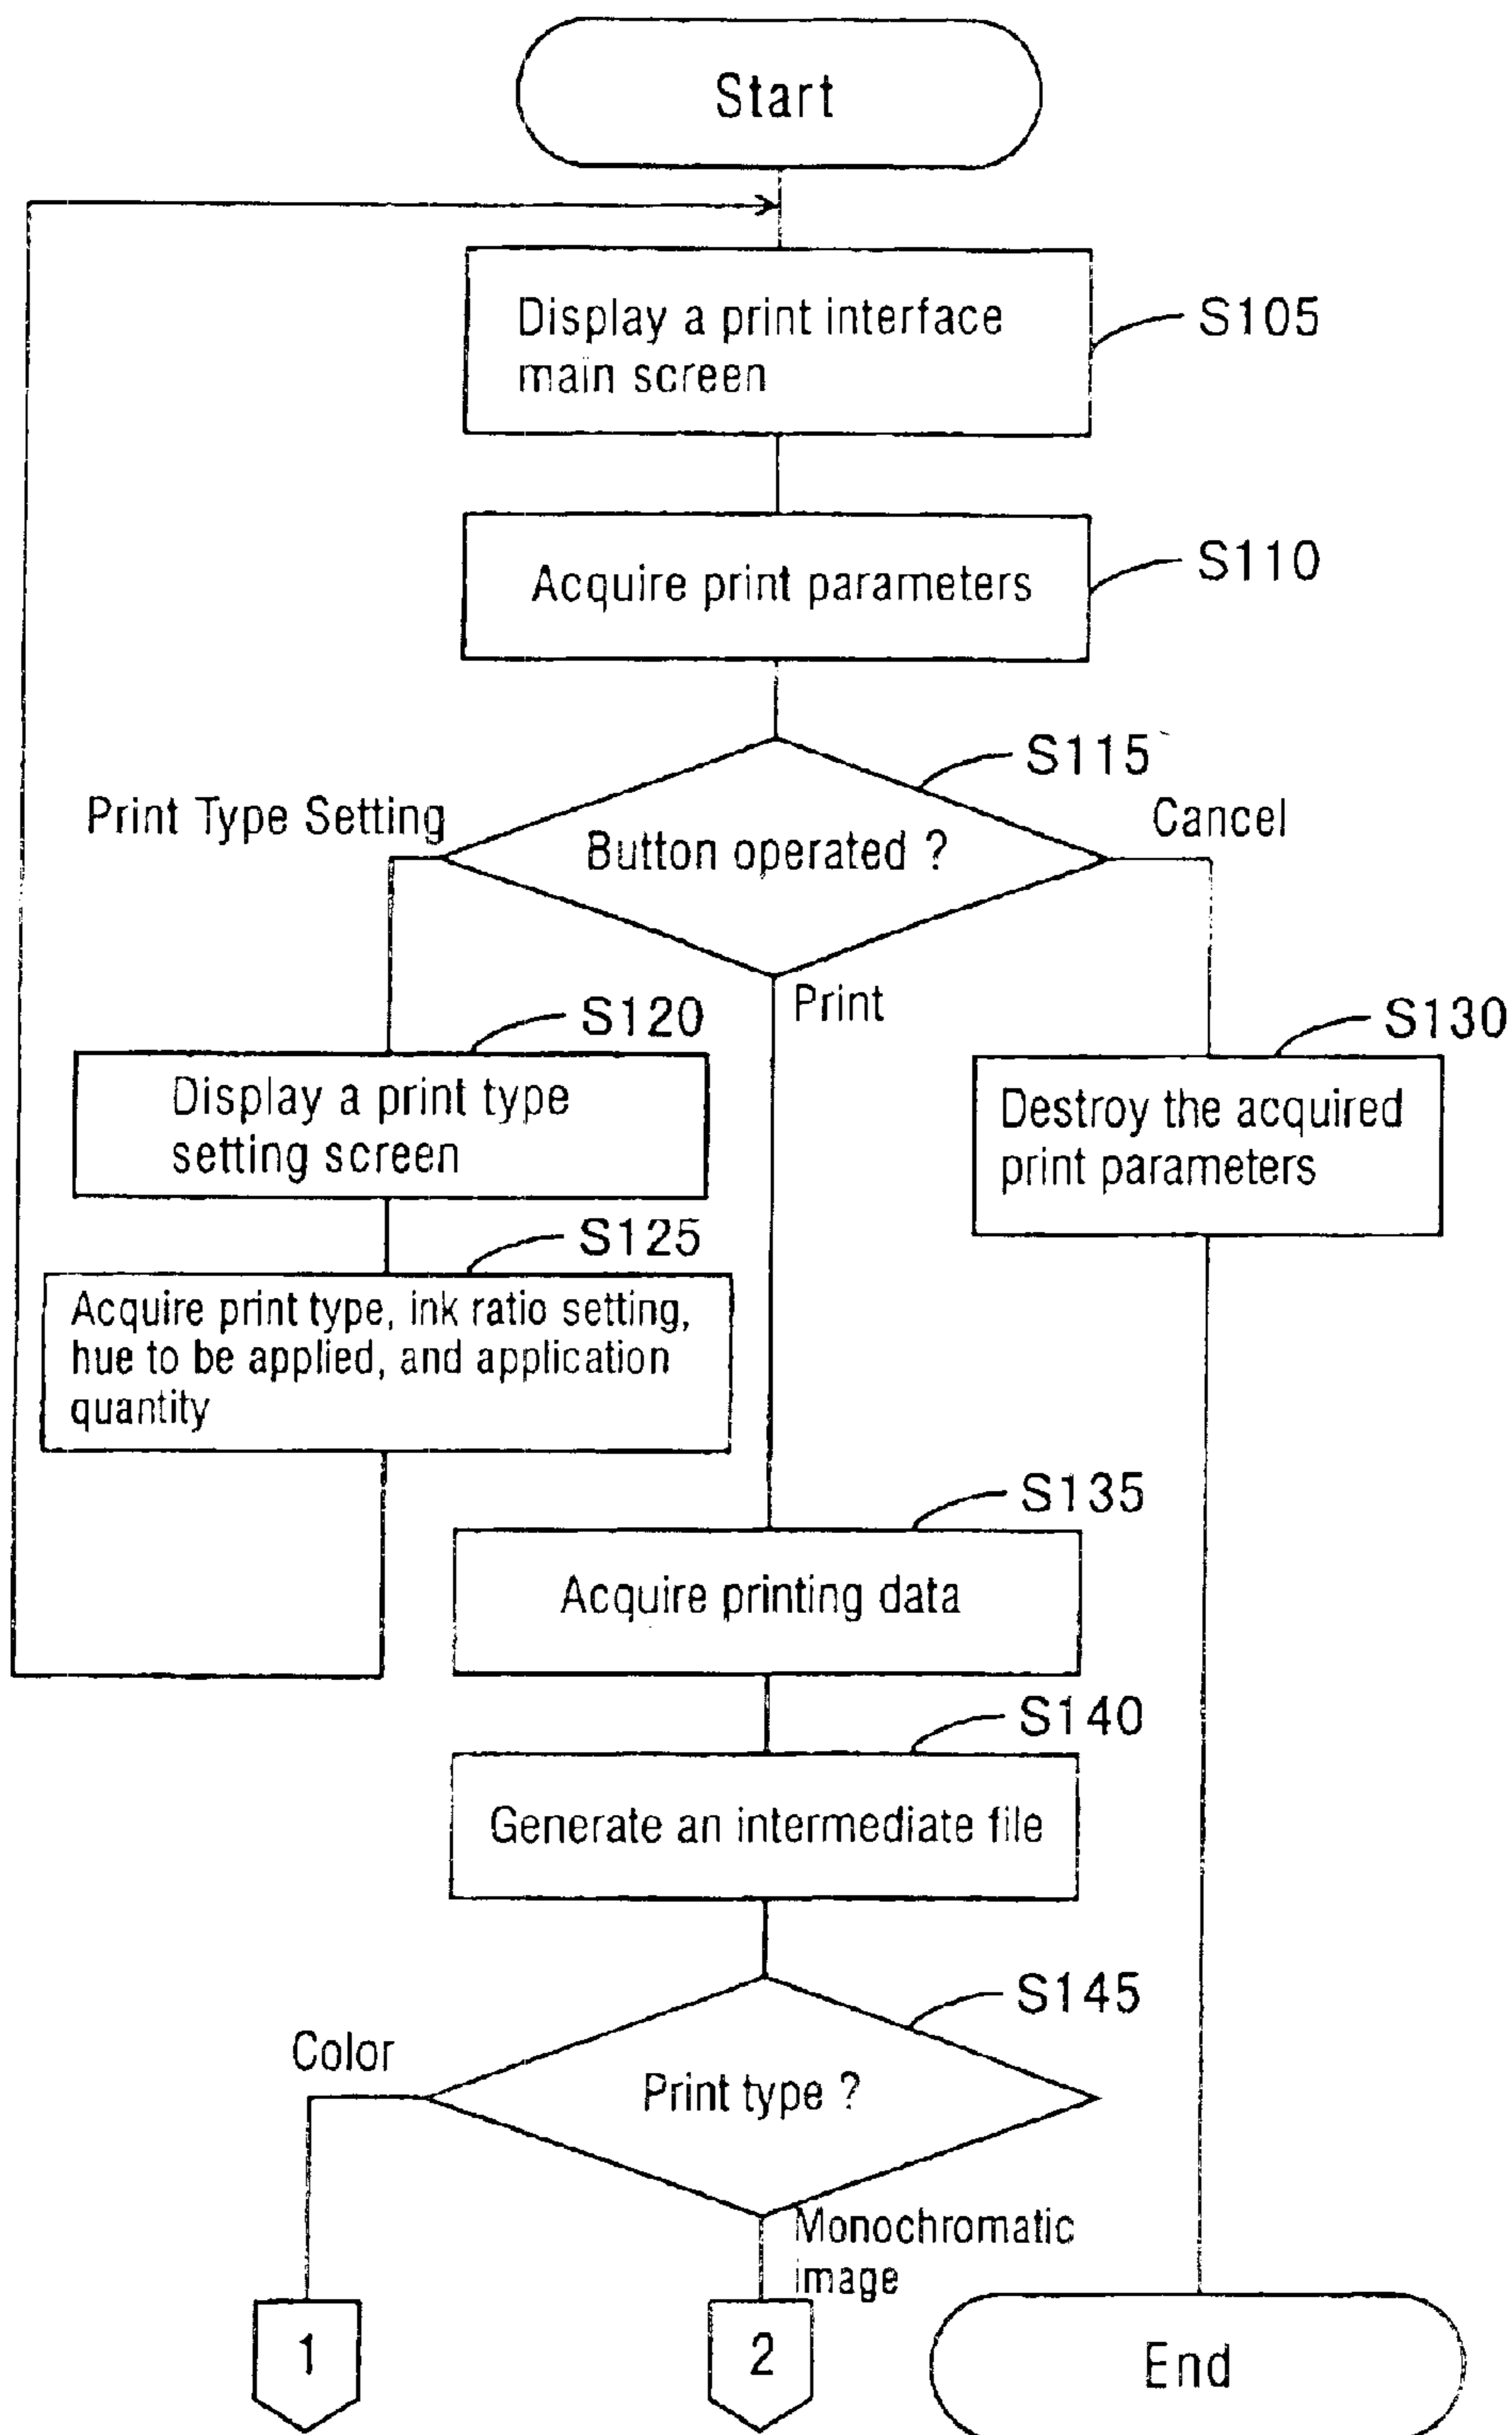 Start
Display a print interface
main screen
S105
Acquire print parameters
S110
S115
Print Type Setting
Button operated ?
Cancel
Print
S120
Display a print type
setting screen
S130
Destroy the acquired
print parameters
S125
Acquire print type, ink ratio setting,
hue to be applied, and application
quantity
S135
Acquire printing data
S140
Generate an intermediate file
S145
Color
Print type ?
Monochromatic
image
1
2
End